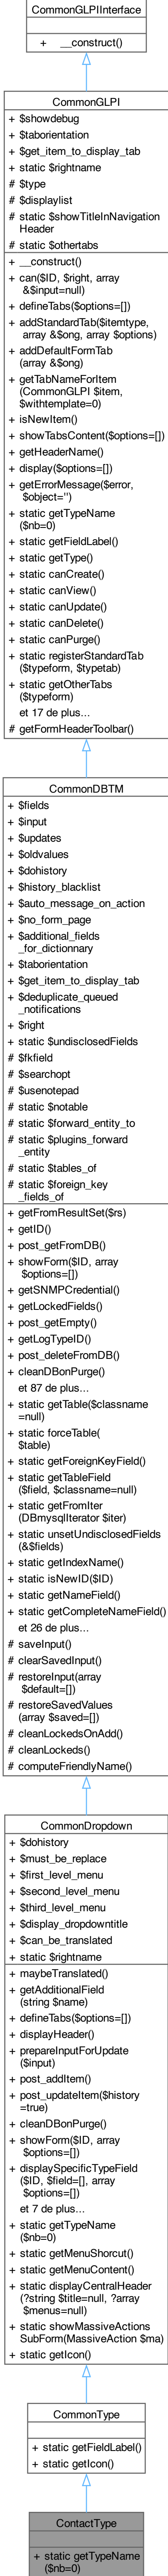 CommonGLPIInterface
+ __construct()
CommonGLPI
+ $showdebug
+ $taborientation
+ $get_item_to_display_tab
+ static $rightname
# $type
# $displaylist
# static $showTitleInNavigation
Header
# static $othertabs
+ __construct()
+ can($ID, $right, array
&$input=null)
+ defineTabs($options=[])
+ addStandardTab($itemtype,
array &$ong, array $options)
+ addDefaultFormTab
(array &$ong)
+ getTabNameForItem
(CommonGLPI $item,
$withtemplate=0)
+ isNewItem()
+ showTabsContent($options=[])
+ getHeaderName()
+ display($options=[])
+ getErrorMessage($error,
$object='')
+ static getTypeName
($nb=0)
+ static getFieldLabel()
+ static getType()
+ static canCreate()
+ static canView()
+ static canUpdate()
+ static canDelete()
+ static canPurge()
+ static registerStandardTab
($typeform, $typetab)
+ static getOtherTabs
($typeform)
et 17 de plus...
# getFormHeaderToolbar()
CommonDBTM
+ $fields
+ $input
+ $updates
+ $oldvalues
+ $dohistory
+ $history_blacklist
+ $auto_message_on_action
+ $no_form_page
+ $additional_fields
_for_dictionnary
+ $taborientation
+ $get_item_to_display_tab
+ $deduplicate_queued
_notifications
+ $right
+ static $undisclosedFields
# $fkfield
# $searchopt
# $usenotepad
# static $notable
# static $forward_entity_to
# static $plugins_forward
_entity
# static $tables_of
# static $foreign_key
_fields_of
+ getFromResultSet($rs)
+ getID()
+ post_getFromDB()
+ showForm($ID, array
$options=[])
+ getSNMPCredential()
+ getLockedFields()
+ post_getEmpty()
+ getLogTypeID()
+ post_deleteFromDB()
+ cleanDBonPurge()
et 87 de plus...
+ static getTable($classname
=null)
+ static forceTable(
$table)
+ static getForeignKeyField()
+ static getTableField
($field, $classname=null)
+ static getFromIter
(DBmysqlIterator $iter)
+ static unsetUndisclosedFields
(&$fields)
+ static getIndexName()
+ static isNewID($ID)
+ static getNameField()
+ static getCompleteNameField()
et 26 de plus...
# saveInput()
# clearSavedInput()
# restoreInput(array
$default=[])
# restoreSavedValues
(array $saved=[])
# cleanLockedsOnAdd()
# cleanLockeds()
# computeFriendlyName()
CommonDropdown
+ $dohistory
+ $must_be_replace
+ $first_level_menu
+ $second_level_menu
+ $third_level_menu
+ $display_dropdowntitle
+ $can_be_translated
+ static $rightname
+ maybeTranslated()
+ getAdditionalField
(string $name)
+ defineTabs($options=[])
+ displayHeader()
+ prepareInputForUpdate
($input)
+ post_addItem()
+ post_updateItem($history
=true)
+ cleanDBonPurge()
+ showForm($ID, array
$options=[])
+ displaySpecificTypeField
($ID, $field=[], array
$options=[])
et 7 de plus...
+ static getTypeName
($nb=0)
+ static getMenuShorcut()
+ static getMenuContent()
+ static displayCentralHeader
(?string $title=null, ?array
$menus=null)
+ static showMassiveActions
SubForm(MassiveAction $ma)
+ static getIcon()
CommonType
+ static getFieldLabel()
+ static getIcon()
ContactType
+ static getTypeName
($nb=0)